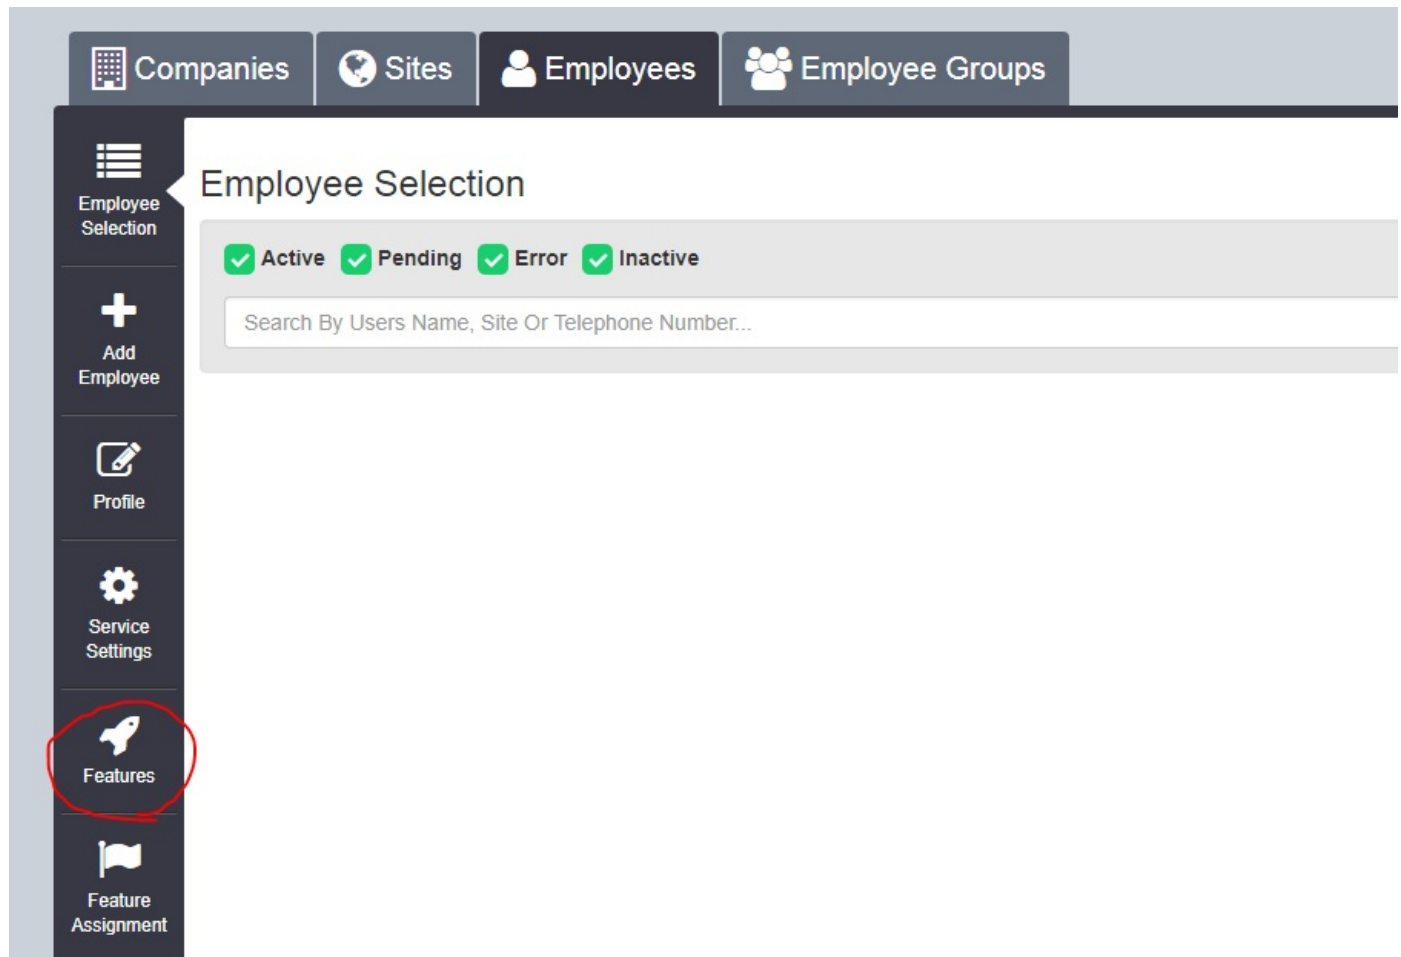 Companies Sites Employees Employee Groups
Employee
Selection
Employee Selection
Active Pending Error Inactive
Search By Users Name, Site Or Telephone Number...
Add
Employee
Profile
Service
Settings
Features
Feature
Assignment